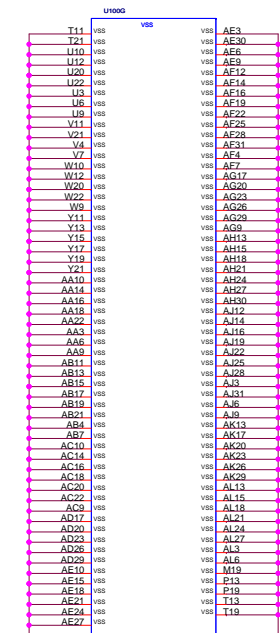 U100G
VSS
T11 VSS VSS AE3
T21 VSS VSS AE30
U10 VSS VSS AE6
U12 VSS VSS AE9
U20 VSS VSS AF12
U22 VSS VSS AF14
U3 VSS VSS AF16
U6 VSS VSS AF19
U9 VSS VSS AF22
V11 VSS VSS AF25
V21 VSS VSS AF28
V4 VSS VSS AF31
V7 VSS VSS AF4
W10 VSS VSS AF7
W12 VSS VSS AG17
W20 VSS VSS AG20
W22 VSS VSS AG23
W9 VSS VSS AG26
Y11 VSS VSS AG29
Y13 VSS VSS AG9
Y15 VSS VSS AH13
Y17 VSS VSS AH15
Y19 VSS VSS AH18
Y21 VSS VSS AH21
AA10 VSS VSS AH24
AA14 VSS VSS AH27
AA16 VSS VSS AH30
AA18 VSS VSS AJ12
AA22 VSS VSS AJ14
AA3 VSS VSS AJ16
AA6 VSS VSS AJ19
AA9 VSS VSS AJ22
AB11 VSS VSS AJ25
AB13 VSS VSS AJ28
AB15 VSS VSS AJ3
AB17 VSS VSS AJ31
AB19 VSS VSS AJ6
AB21 VSS VSS AJ9
AB4 VSS VSS AK13
AB7 VSS VSS AK17
AC10 VSS VSS AK20
AC14 VSS VSS AK23
AC16 VSS VSS AK26
AC18 VSS VSS AK29
AC20 VSS VSS AL13
AC22 VSS VSS AL15
AC9 VSS VSS AL18
AD17 VSS VSS AL21
AD20 VSS VSS AL24
AD23 VSS VSS AL27
AD26 VSS VSS AL3
AD29 VSS VSS AL6
AE10 VSS VSS M19
AE15 VSS VSS P13
AE18 VSS VSS P19
AE21 VSS VSS T13
AE24 VSS VSS T19
AE27 VSS